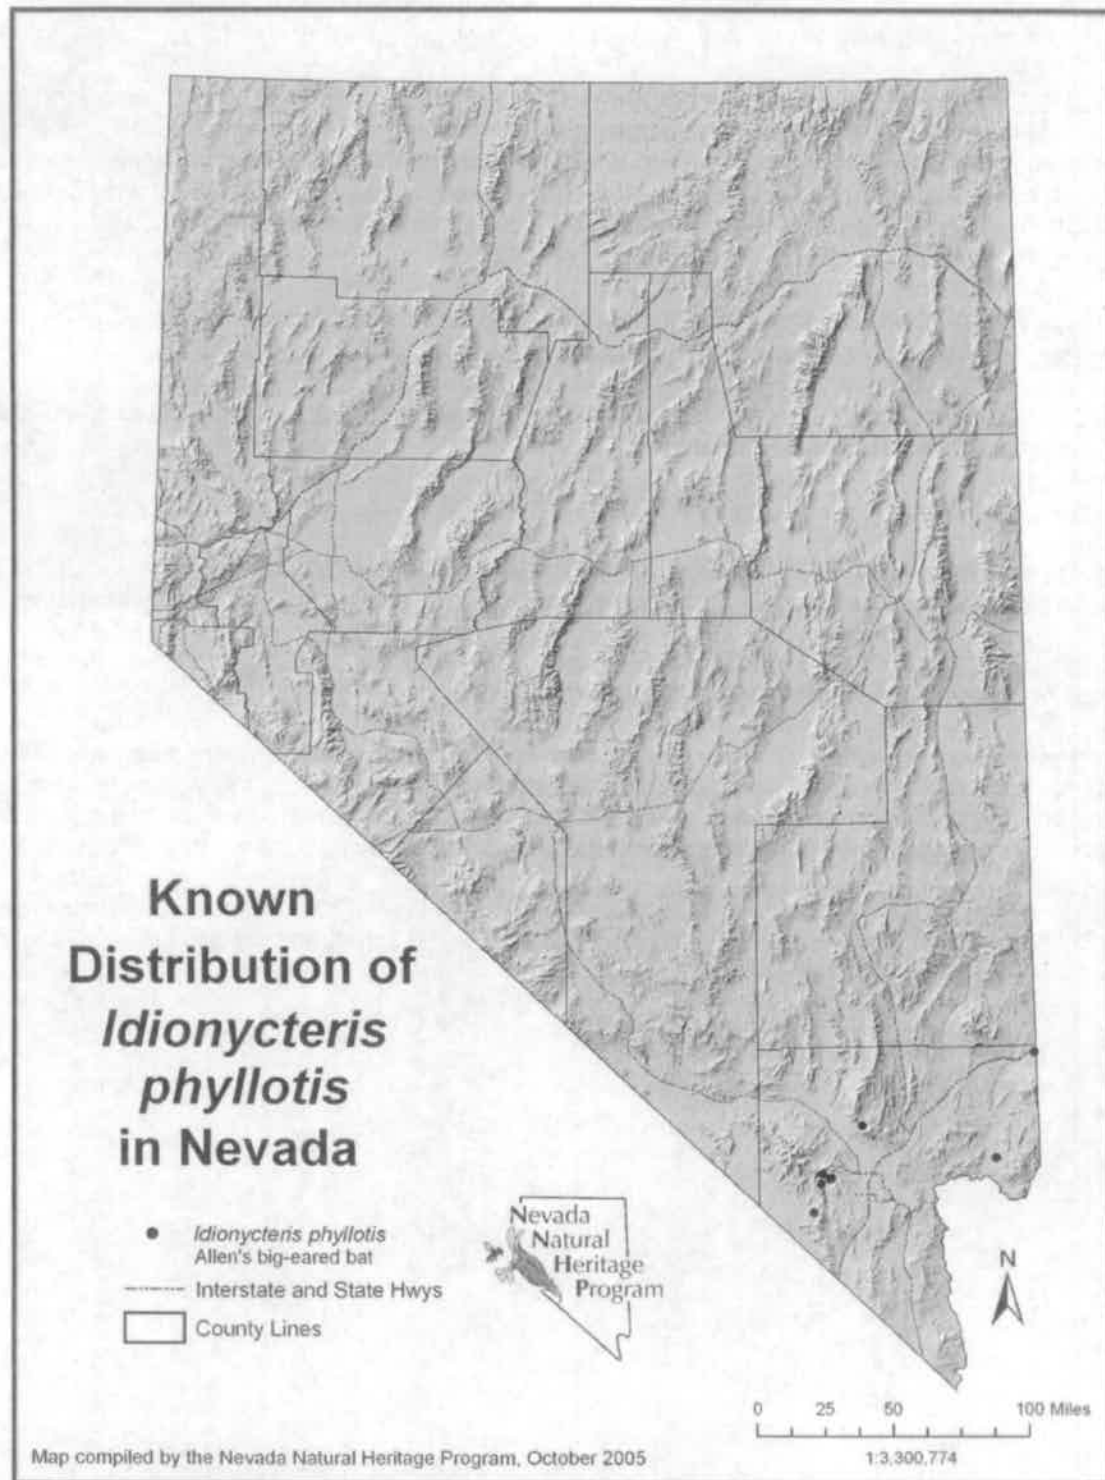 Known
Distribution of
Idionycteris
phyllotis
in Nevada
Idionycteris phyllotis
Allen's big-eared bat
Interstate and State Hwys
County Lines
Nevada
Natural
Heritage
Program
N
0 25 50 100 Miles
1:3,300,774
Map compiled by the Nevada Natural Heritage Program, October 2005